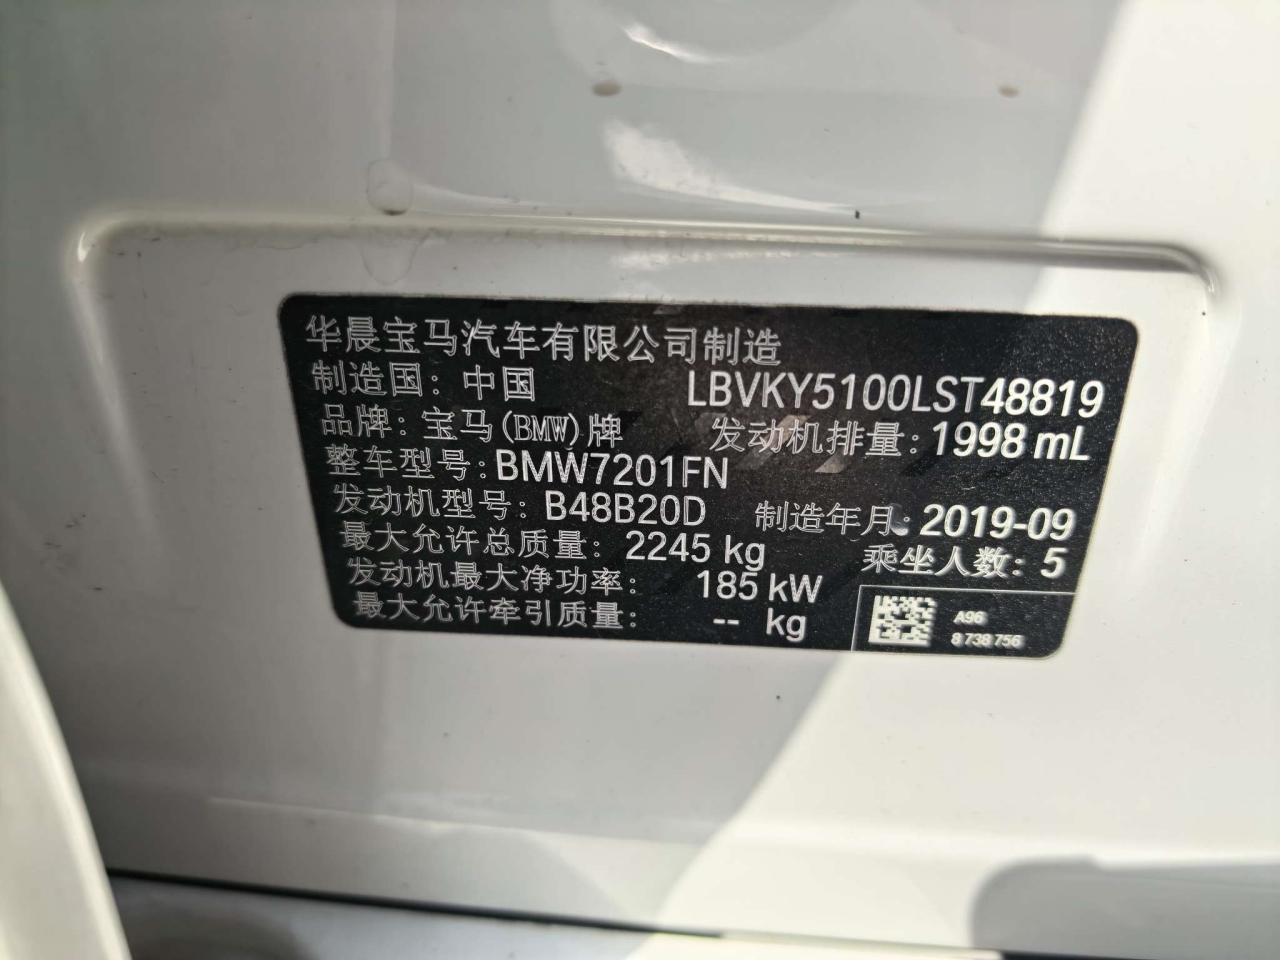 华晨宝马汽车有限公司制造
制造国：中国 LBVKY5100LST48819
品牌：宝马(BMW)牌 发动机排量：1998 mL
整车型号：BMW7201FN
发动机型号：B48B20D 制造年月：2019-09
最大允许总质量：2245 kg 乘坐人数：5
发动机最大净功率：185 kW
最大允许牵引质量：-- kg
A96
8 738 756